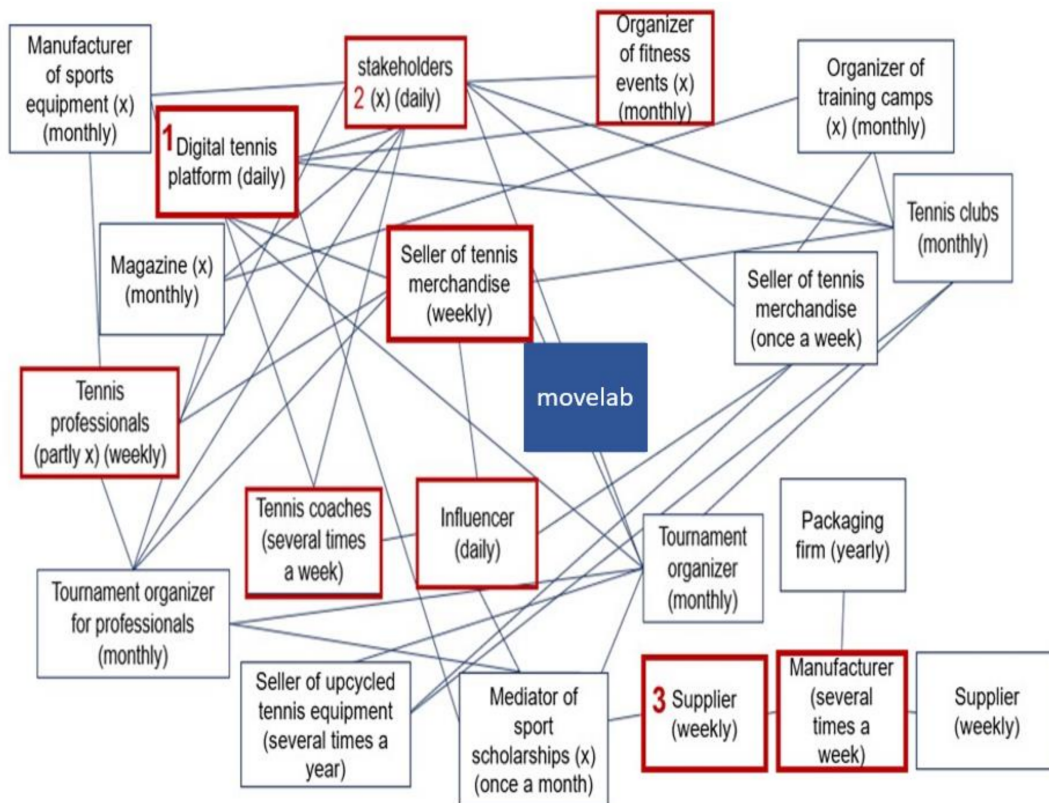 Manufacturer
of sports
equipment (x)
(monthly)
stakeholders
2 (x) (daily)
Organizer
of fitness
events (x)
(monthly)
Organizer of
training camps
(x) (monthly)
1 Digital tennis
platform (daily)
Tennis clubs
(monthly)
Magazine (x)
(monthly)
Seller of tennis
merchandise
(weekly)
Seller of tennis
merchandise
(once a week)
movelab
Tennis
professionals
(partly x) (weekly)
Tennis coaches
(several times
a week)
Influencer
(daily)
Tournament
organizer
(monthly)
Packaging
firm (yearly)
Tournament organizer
for professionals
(monthly)
Seller of upcycled
tennis equipment
(several times a
year)
Mediator of
sport
scholarships (x)
(once a month)
3 Supplier
(weekly)
Manufacturer
(several
times a
week)
Supplier
(weekly)